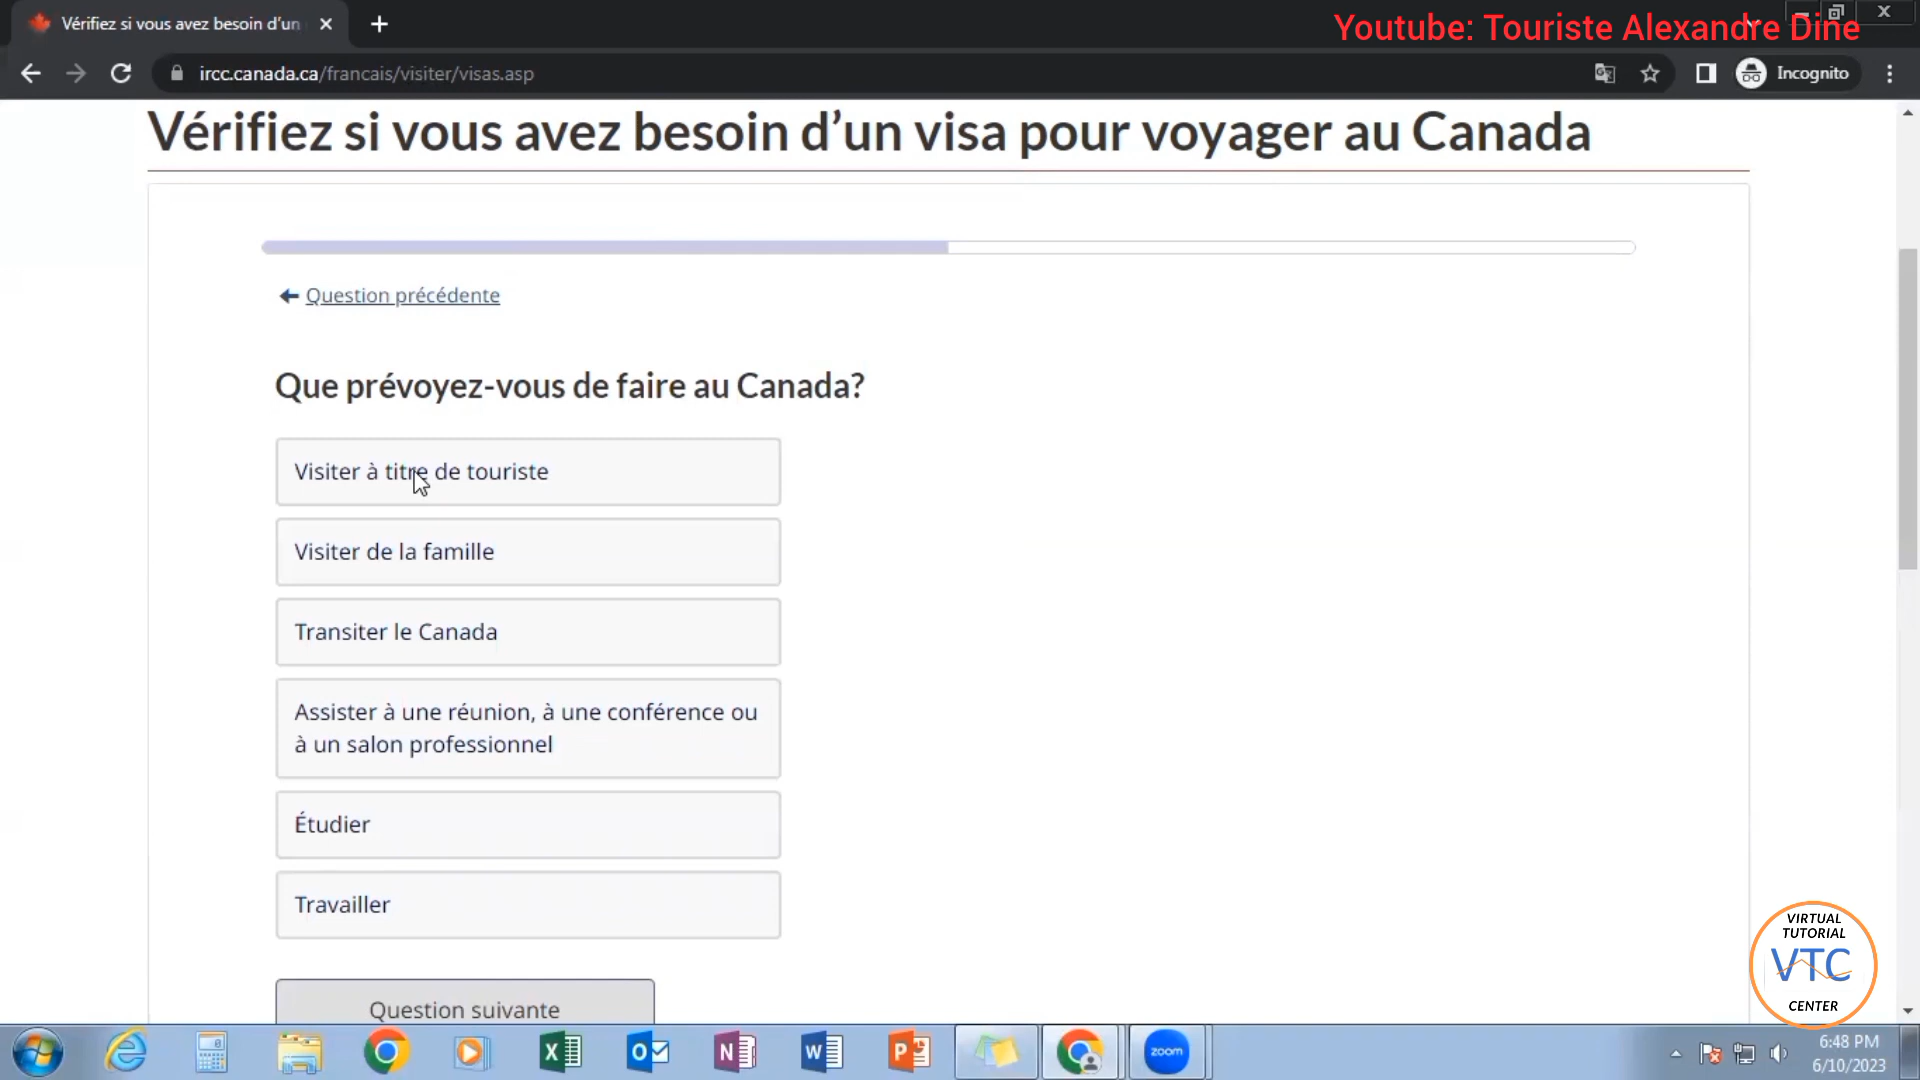 Vérifiez si vous avez besoin d'un
Youtube: Touriste Alexandre Dine
ircc.canada.ca/francais/visiter/visas.asp
Incognito
Vérifiez si vous avez besoin d’un visa pour voyager au Canada
Question précédente
Que prévoyez-vous de faire au Canada?
Visiter à titre de touriste
Visiter de la famille
Transiter le Canada
Assister à une réunion, à une conférence ou
à un salon professionnel
Étudier
Travailler
Question suivante
VIRTUAL
TUTORIAL
VTC
CENTER
zoom
6:48 PM
6/10/2023